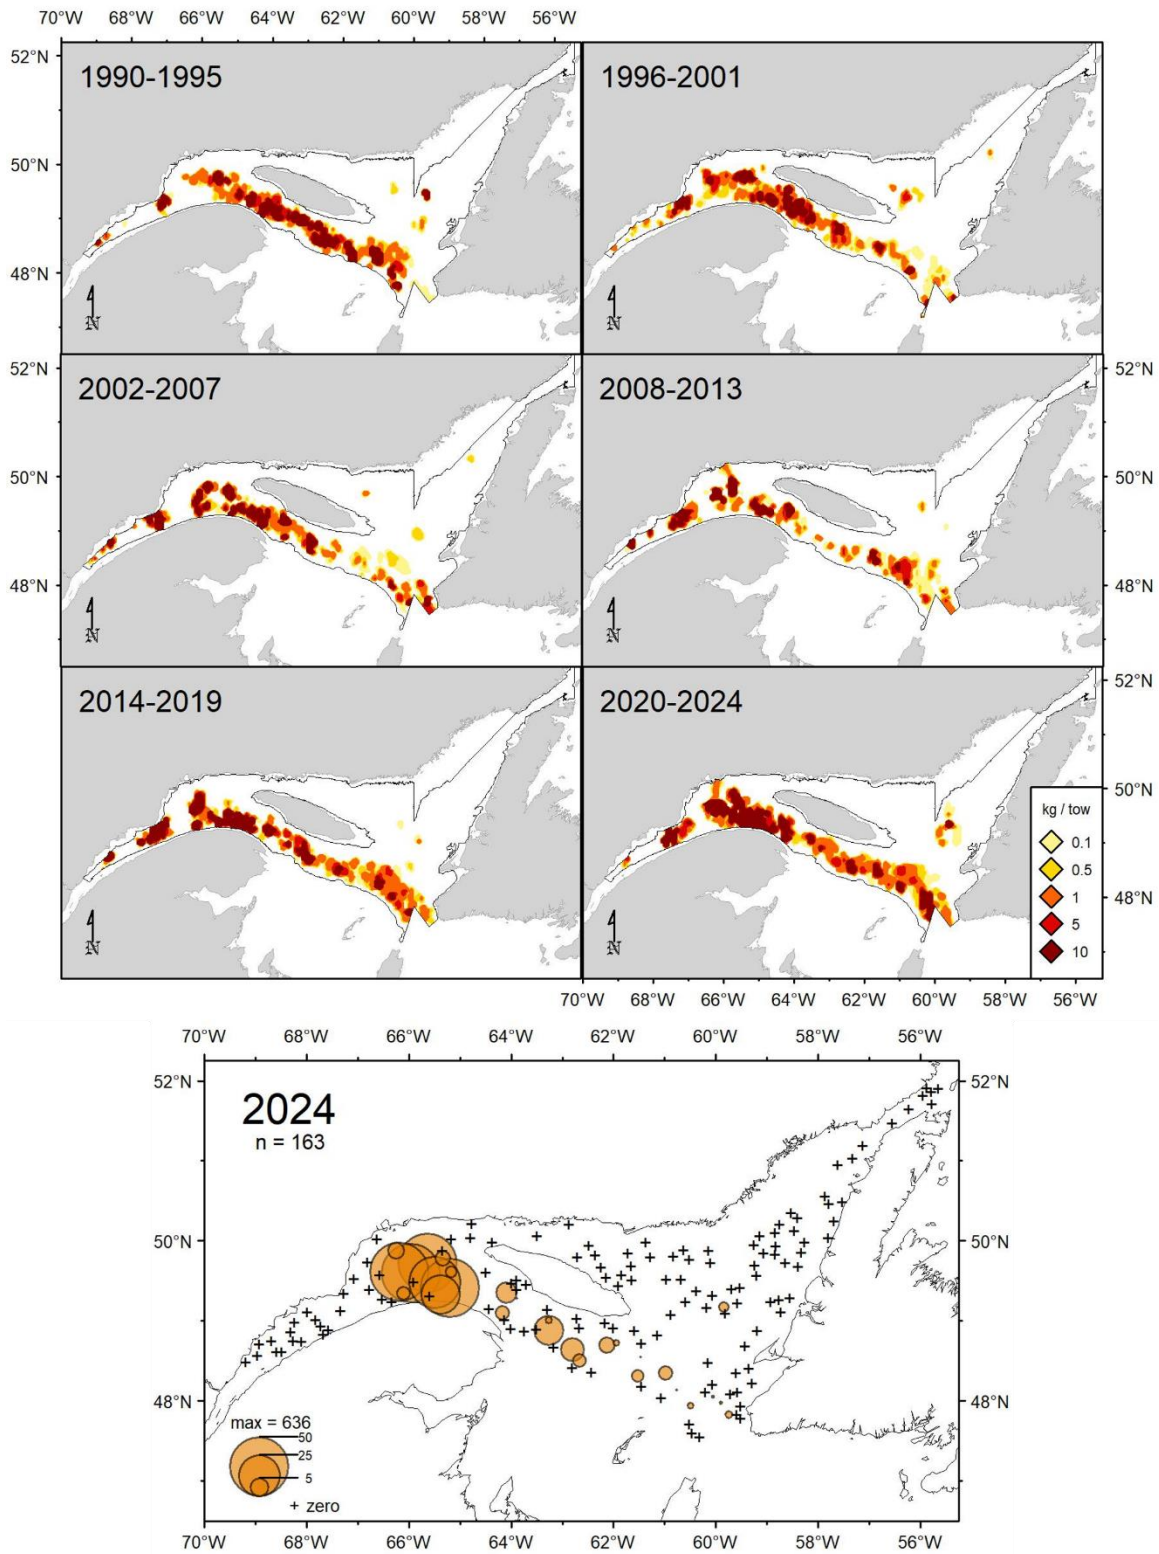 70°W 68°W 66°W 64°W 62°W 60°W 58°W 56°W
52°N
1990-1995
1996-2001
50°N
48°N
N
N
52°N
2002-2007
2008-2013
52°N
50°N
50°N
48°N
48°N
N
N
2014-2019
2020-2024
52°N
50°N
kg / tow
0.1
0.5
1
5
10
48°N
N
70°W 68°W 66°W 64°W 62°W 60°W 58°W 56°W
70°W 68°W 66°W 64°W 62°W 60°W 58°W 56°W
52°N
2024
n = 163
52°N
50°N
50°N
48°N
48°N
max = 636
50
25
5
+ zero
70°W 68°W 66°W 64°W 62°W 60°W 58°W 56°W